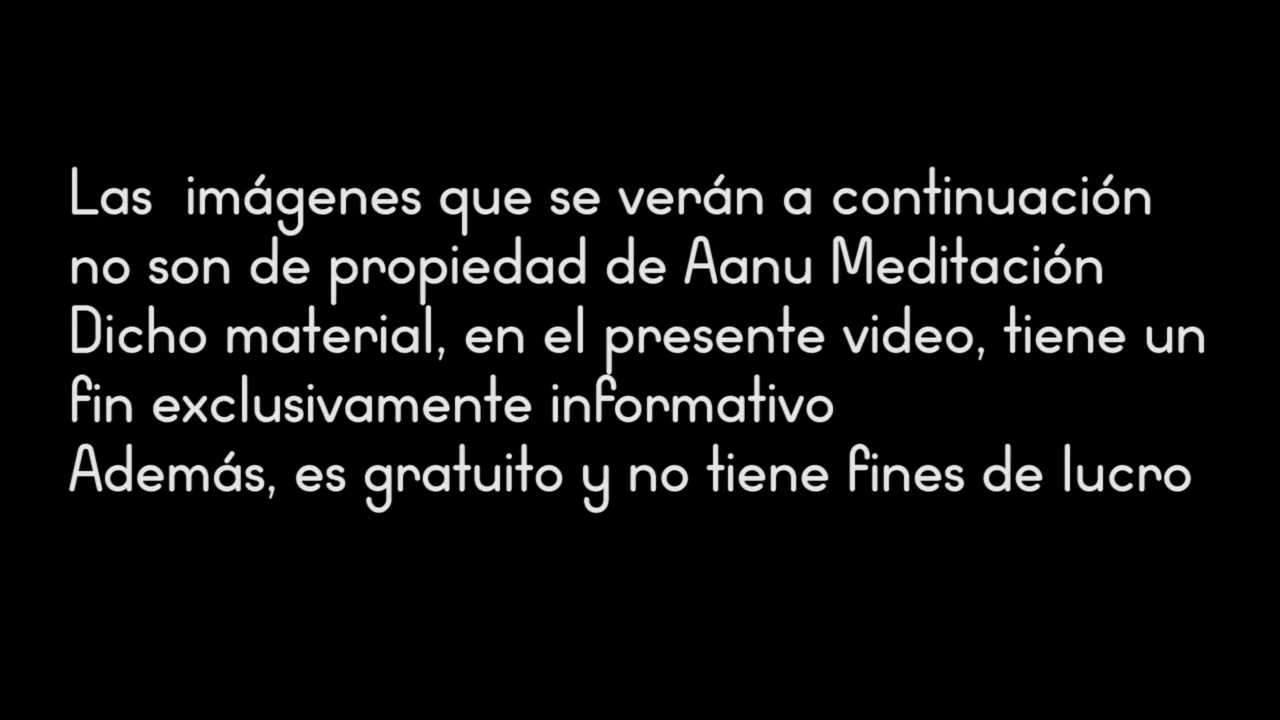 Las imágenes que se verán a continuación
no son de propiedad de Aanu Meditación
Dicho material, en el presente video, tiene un
fin exclusivamente informativo
Además, es gratuito y no tiene fines de lucro